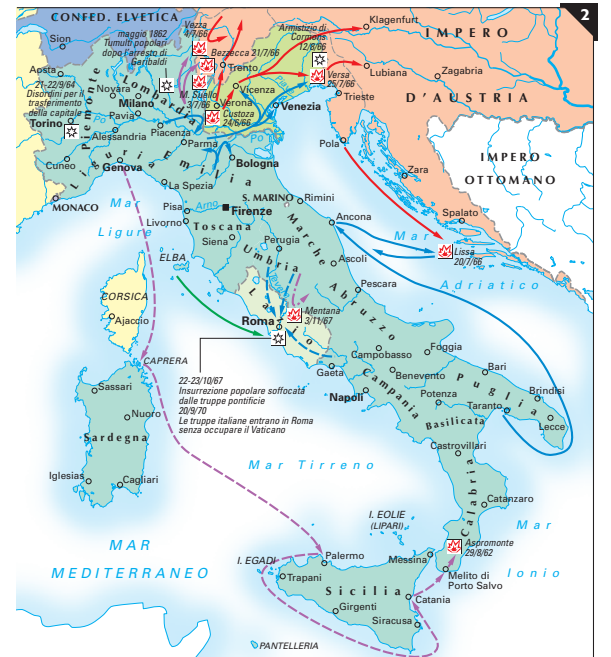 2
CONFED. ELVETICA
Sion
maggio 1862
Tumulti popolari
dopo l'arresto di
Garibaldi
Vezza
4/7/66
Armistizio di
Cormons
12/8/66
Klagenfurt
IMPERO
D'AUSTRIA
Bezzecca 21/7/66
Trento
Aosta
21-22/9/64
Disordini per il
trasferimento
della capitale
Piemonte
Lombardia
Novara
Milano
M. Suello
3/7/66
Vicenza
Verona
Versa
25/7/66
Lubiana
Zagabria
Trieste
Venezia
Custoza
24/6/66
Torino
Pavia
Po
Piacenza
Alessandria
Parma
Po
Pola
Cuneo
Genova
Liguria
Emilia
Bologna
IMPERO
OTTOMANO
Zara
MONACO
La Spezia
S. MARINO
Rimini
Mar
Ligure
Pisa
Arno
Firenze
Livorno
Toscana
Siena
Marche
Ancona
Spalato
Mar
Adriatico
Lissa
20/7/66
ELBA
Perugia
Umbria
Ascoli
Pescara
Abruzzo
CORSICA
Ajaccio
Lazio
Roma
Mentana
3/11/67
CAPRERA
22-23/10/67
Insurrezione popolare soffocata
dalle truppe pontificie
20/9/70
Le truppe italiane entrano in Roma
senza occupare il Vaticano
Campobasso
Foggia
Gaeta
Benevento
Bari
Puglia
Brindisi
Napoli
Campania
Potenza
Taranto
Lecce
Basilicata
Sassari
Nuoro
Sardegna
Castrovillari
Iglesias
Cagliari
Mar Tirreno
Calabria
Catanzaro
MAR
MEDITERRANEO
I. EOLIE
(LIPARI)
Mar
Ionio
Aspromonte
29/8/62
I. EGADI
Palermo
Messina
Melito di
Porto Salvo
Trapani
Sicilia
Catania
Girgenti
Siracusa
PANTELLERIA